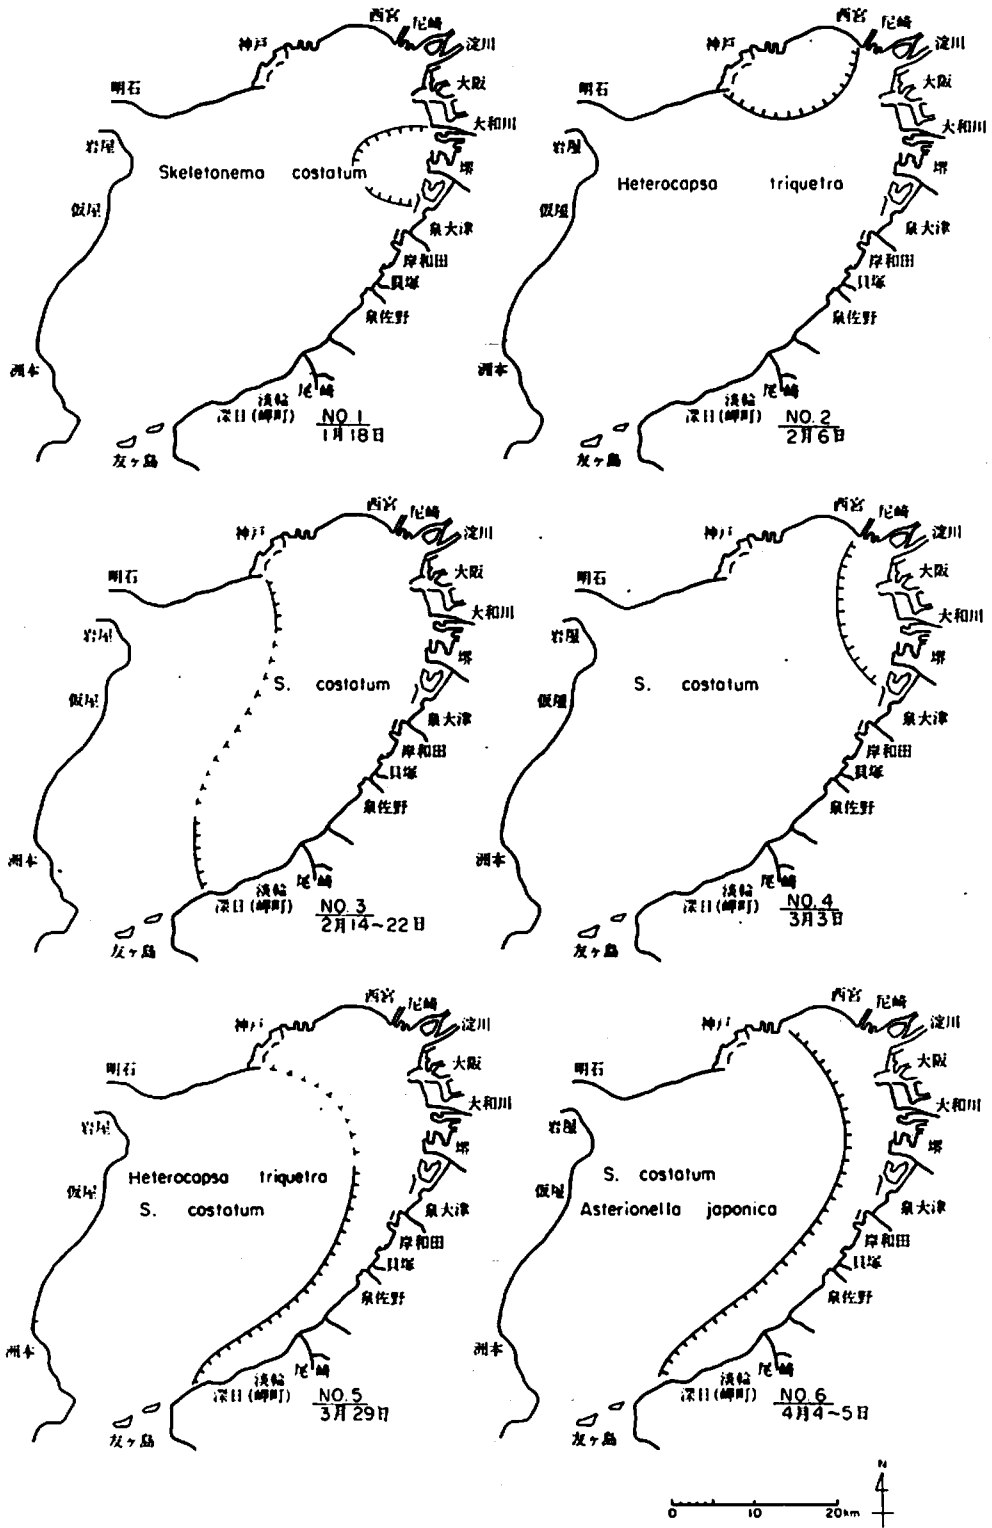 西宮
尼崎
神戸
淀川
明石
大阪
大和川
岩屋
堺
Skeletonema costatum
仮屋
泉大津
岸和田
貝塚
泉佐野
洲本
尾崎
淡輪
深日(岬町)
NO.1
1月18日
友ヶ島
西宮
尼崎
神戸
淀川
明石
大阪
大和川
岩屋
堺
Heterocapsa triquetra
仮屋
泉大津
岸和田
貝塚
泉佐野
洲本
尾崎
淡輪
深日(岬町)
NO.2
2月6日
友ヶ島
西宮
尼崎
神戸
淀川
明石
大阪
大和川
岩屋
堺
S. costatum
仮屋
泉大津
岸和田
貝塚
泉佐野
洲本
尾崎
淡輪
深日(岬町)
NO.3
2月14~22日
友ヶ島
西宮
尼崎
神戸
淀川
明石
大阪
大和川
岩屋
堺
S. costatum
仮屋
泉大津
岸和田
貝塚
泉佐野
洲本
尾崎
淡輪
深日(岬町)
NO.4
3月3日
友ヶ島
西宮
尼崎
神戸
淀川
明石
大阪
大和川
岩屋
堺
Heterocapsa triquetra
仮屋
S. costatum
泉大津
岸和田
貝塚
泉佐野
洲本
尾崎
淡輪
深日(岬町)
NO.5
3月29日
友ヶ島
西宮
尼崎
神戸
淀川
明石
大阪
大和川
岩屋
堺
S. costatum
仮屋
Asterionella japonica
泉大津
岸和田
貝塚
泉佐野
洲本
尾崎
淡輪
深日(岬町)
NO.6
4月4~5日
友ヶ島
N
0 10 20km